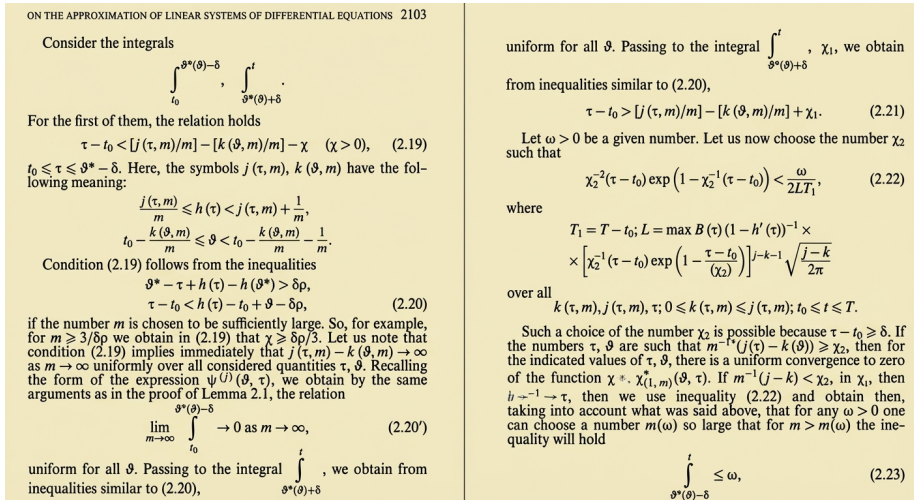 ON THE APPROXIMATION OF LINEAR SYSTEMS OF DIFFERENTIAL EQUATIONS 2103
Consider the integrals
∫_{t₀}^{ϑ*(ϑ)−δ} , ∫_{ϑ*(ϑ)+δ}^{t} .
For the first of them, the relation holds
τ − t₀ < [j (τ, m)/m] − [k (ϑ, m)/m] − χ (χ > 0), (2.19)
t₀ ⩽ τ ⩽ ϑ* − δ. Here, the symbols j (τ, m), k (ϑ, m) have the fol-
lowing meaning:
j (τ, m)/m ⩽ h (τ) < j (τ, m) + 1/m,
t₀ − k (ϑ, m)/m ⩽ ϑ < t₀ − k (ϑ, m)/m − 1/m.
Condition (2.19) follows from the inequalities
ϑ* − τ + h (τ) − h (ϑ*) > δρ,
τ − t₀ < h (τ) − t₀ + ϑ − δρ, (2.20)
if the number m is chosen to be sufficiently large. So, for example,
for m ⩾ 3/δρ we obtain in (2.19) that χ ⩾ δρ/3. Let us note that
condition (2.19) implies immediately that j (τ, m) − k (ϑ, m) → ∞
as m → ∞ uniformly over all considered quantities τ, ϑ. Recalling
the form of the expression ψ⁽ʲ⁾ (ϑ, τ), we obtain by the same
arguments as in the proof of Lemma 2.1, the relation
lim_{m→∞} ∫_{t₀}^{ϑ*(ϑ)−δ} → 0 as m → ∞, (2.20′)
uniform for all ϑ. Passing to the integral ∫_{ϑ*(ϑ)+δ}^{t} , we obtain from
inequalities similar to (2.20),
uniform for all ϑ. Passing to the integral ∫_{ϑ*(ϑ)+δ}^{t} , χ₁, we obtain
from inequalities similar to (2.20),
τ − t₀ > [j (τ, m)/m] − [k (ϑ, m)/m] + χ₁. (2.21)
Let ω > 0 be a given number. Let us now choose the number χ₂
such that
χ₂⁻²(τ − t₀) exp (1 − χ₂⁻¹ (τ − t₀)) < ω/2LT₁, (2.22)
where
T₁ = T − t₀; L = max B (τ) (1 − h′ (τ))⁻¹ ×
× [χ₂⁻¹ (τ − t₀) exp (1 − (τ − t₀)/(χ₂))]^{j−k−1} √((j − k)/2π)
over all
k (τ, m), j (τ, m), τ; 0 ⩽ k (τ, m) ⩽ j (τ, m); t₀ ⩽ t ⩽ T.
Such a choice of the number χ₂ is possible because τ − t₀ ⩾ δ. If
the numbers τ, ϑ are such that m⁻¹*(j(τ) − k(ϑ)) ⩾ χ₂, then for
the indicated values of τ, ϑ, there is a uniform convergence to zero
of the function χ *. χ*₍₁, ₘ₎(ϑ, τ). If m⁻¹(j − k) < χ₂, in χ₁, then
→⁻¹ → τ, then we use inequality (2.22) and obtain then,
taking into account what was said above, that for any ω > 0 one
can choose a number m(ω) so large that for m > m(ω) the ine-
quality will hold
∫_{ϑ*(ϑ)−δ}^{t} ≤ ω, (2.23)